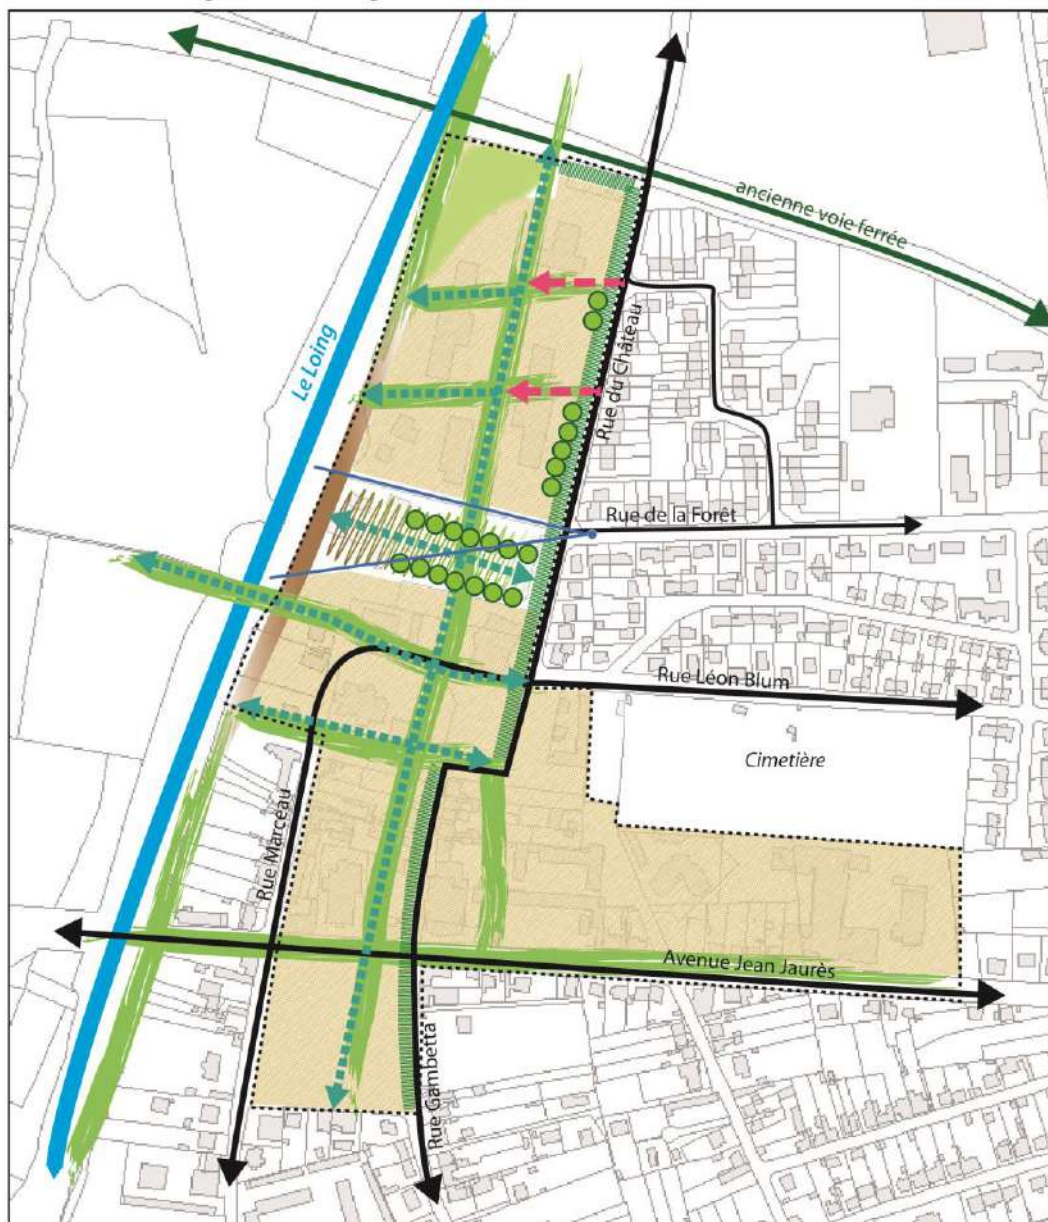 ancienne voie ferrée
Le Loing
Rue du Château
Rue de la Forêt
Rue Léon Blum
Cimetière
Rue Marceau
Avenue Jean Jaurès
Rue Gambetta